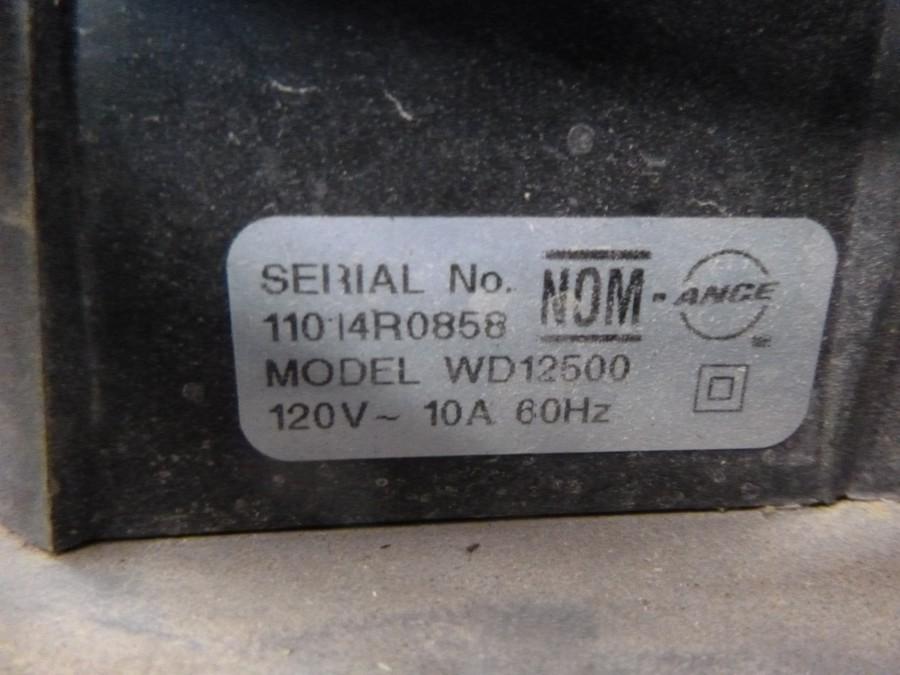 SERIAL No.
11014R0858
MODEL WD12500
120V~ 10A 60Hz
NOM-ANCE